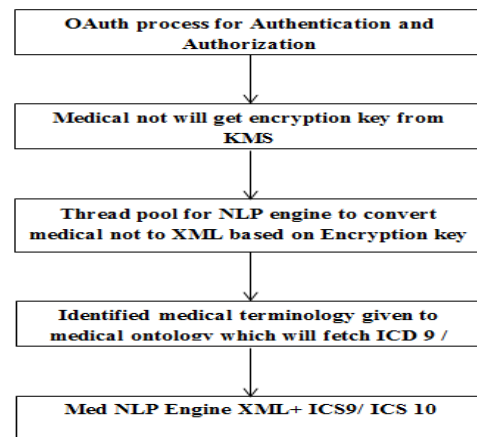 OAuth process for Authentication and
Authorization
Medical not will get encryption key from
KMS
Thread pool for NLP engine to convert
medical not to XML based on Encryption key
Identified medical terminology given to
medical ontology which will fetch ICD 9 /
Med NLP Engine XML+ ICS9/ ICS 10